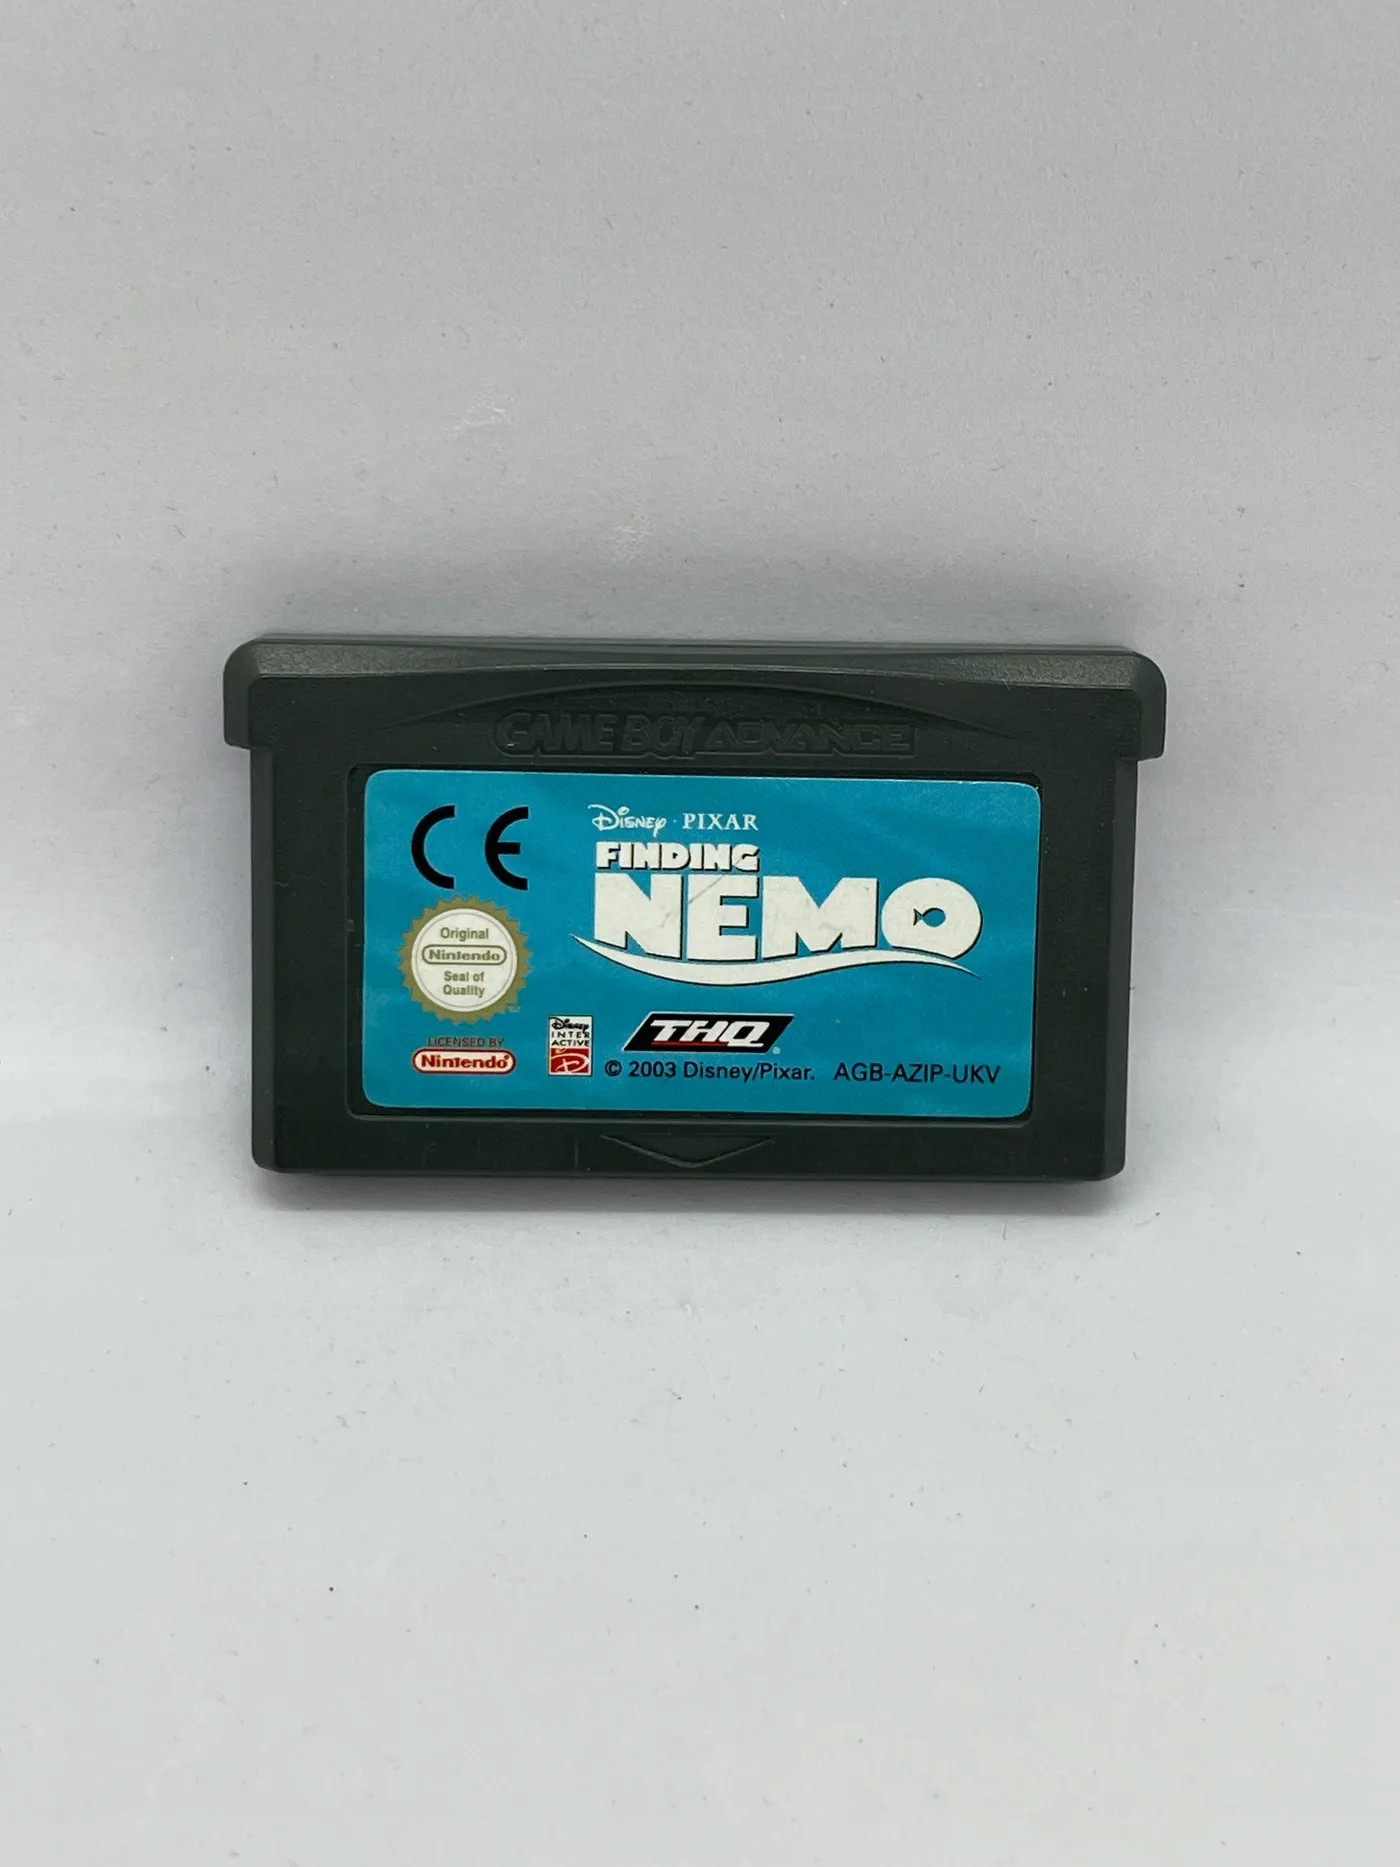 GAME BOY ADVANCE
CE
Disney · PIXAR
FINDING
NEMO
Original
Nintendo
Seal of
Quality
LICENSED BY
Nintendo
Disney
INTER
ACTIVE
D
THQ
© 2003 Disney/Pixar. AGB-AZIP-UKV